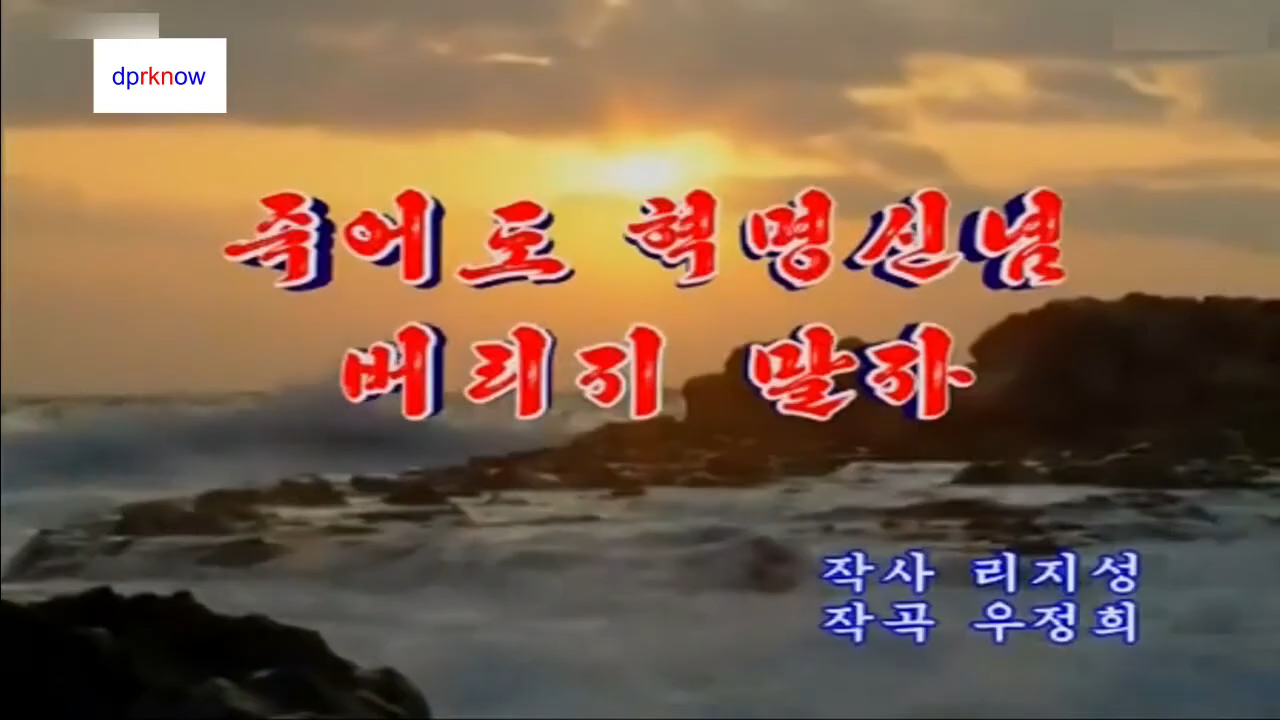 dprknow
죽어도 혁명신념
버리지 말자
작사 리지성
작곡 우정희